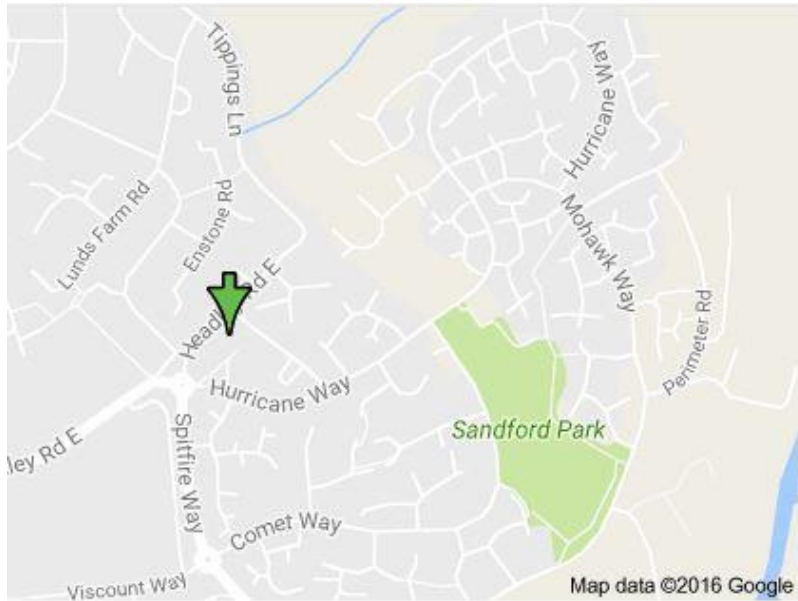 Tippings Ln
Hurricane Way
Lunds Farm Rd
Enstone Rd
Mohawk Way
Rd E
Perimeter Rd
Hurricane Way
Sandford Park
ley Rd E
Spitfire Way
Comet Way
Viscount Way
Map data ©2016 Google